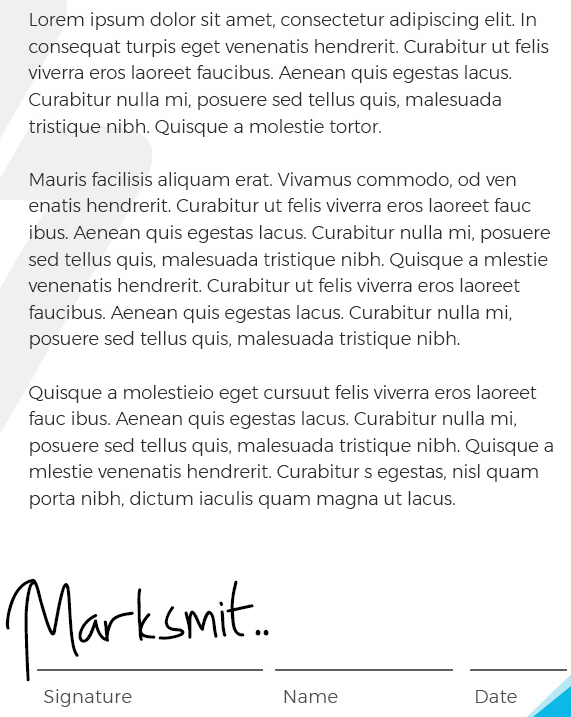 Lorem ipsum dolor sit amet, consectetur adipiscing elit. In
consequat turpis eget venenatis hendrerit. Curabitur ut felis
viverra eros laoreet faucibus. Aenean quis egestas lacus.
Curabitur nulla mi, posuere sed tellus quis, malesuada
tristique nibh. Quisque a molestie tortor.
Mauris facilisis aliquam erat. Vivamus commodo, od ven
enatis hendrerit. Curabitur ut felis viverra eros laoreet fauc
ibus. Aenean quis egestas lacus. Curabitur nulla mi, posuere
sed tellus quis, malesuada tristique nibh. Quisque a mlestie
venenatis hendrerit. Curabitur ut felis viverra eros laoreet
faucibus. Aenean quis egestas lacus. Curabitur nulla mi,
posuere sed tellus quis, malesuada tristique nibh.
Quisque a molestieio eget cursuut felis viverra eros laoreet
fauc ibus. Aenean quis egestas lacus. Curabitur nulla mi,
posuere sed tellus quis, malesuada tristique nibh. Quisque a
mlestie venenatis hendrerit. Curabitur s egestas, nisl quam
porta nibh, dictum iaculis quam magna ut lacus.
Marksmit..
Signature Name Date